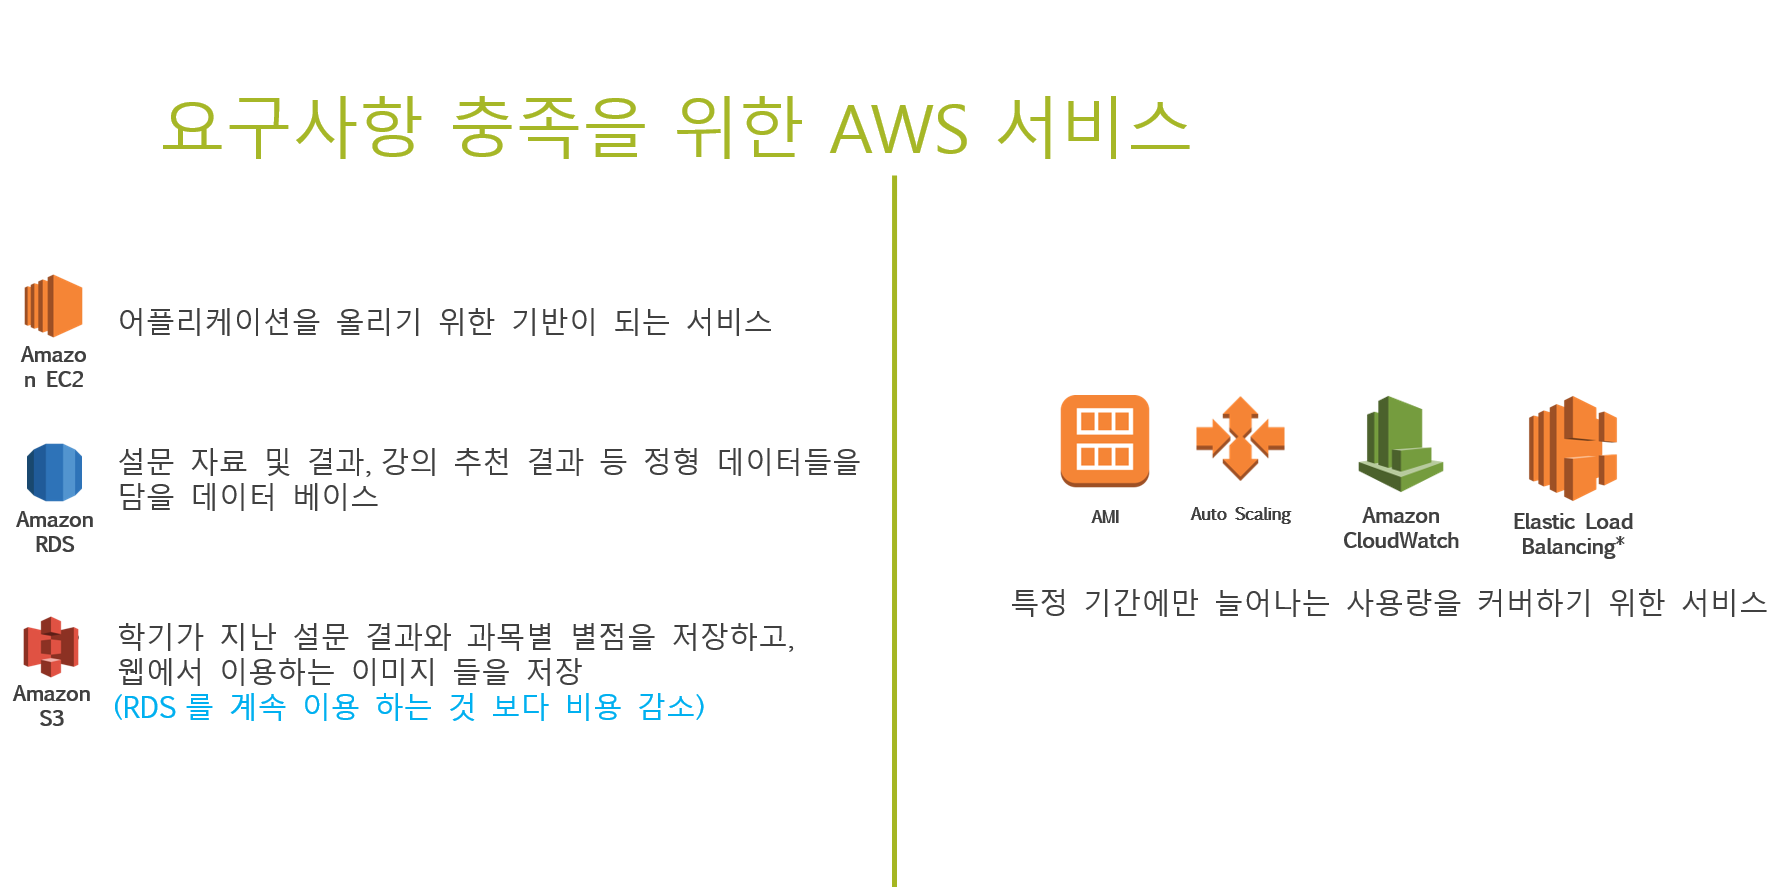 요구사항 충족을 위한 AWS 서비스
어플리케이션을 올리기 위한 기반이 되는 서비스
Amazo
n EC2
설문 자료 및 결과, 강의 추천 결과 등 정형 데이터들을
담을 데이터 베이스
Amazon
RDS
학기가 지난 설문 결과와 과목별 별점을 저장하고,
웹에서 이용하는 이미지 들을 저장
(RDS를 계속 이용 하는 것 보다 비용 감소)
Amazon
S3
AMI
Auto Scaling
Amazon
CloudWatch
Elastic Load
Balancing*
특정 기간에만 늘어나는 사용량을 커버하기 위한 서비스